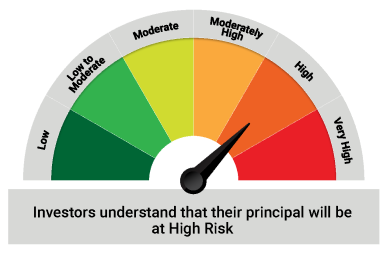 Low
Low to
Moderate
Moderate
Moderately
High
High
Very High
Investors understand that their principal will be
at High Risk